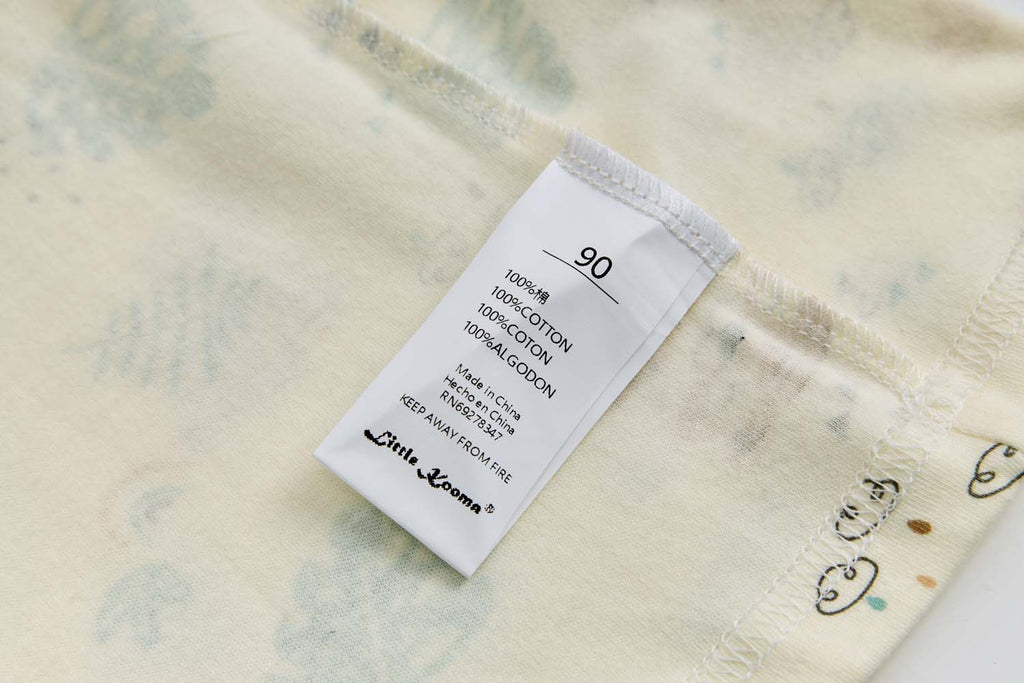 90
100%棉
100%COTTON
100%COTON
100%ALGODON
Made in China
Hecho en China
RN69278347
KEEP AWAY FROM FIRE
Little Kooma®